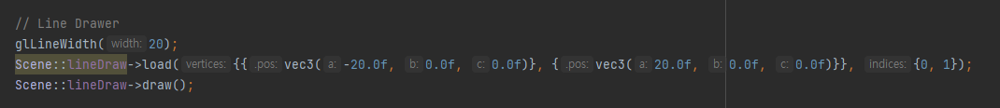 // Line Drawer
glLineWidth( width: 20);
Scene::lineDraw->load( vertices: {{ .pos: vec3( a: -20.0f, b: 0.0f, c: 0.0f)}, { .pos: vec3( a: 20.0f, b: 0.0f, c: 0.0f)}}, indices: {0, 1});
Scene::lineDraw->draw();